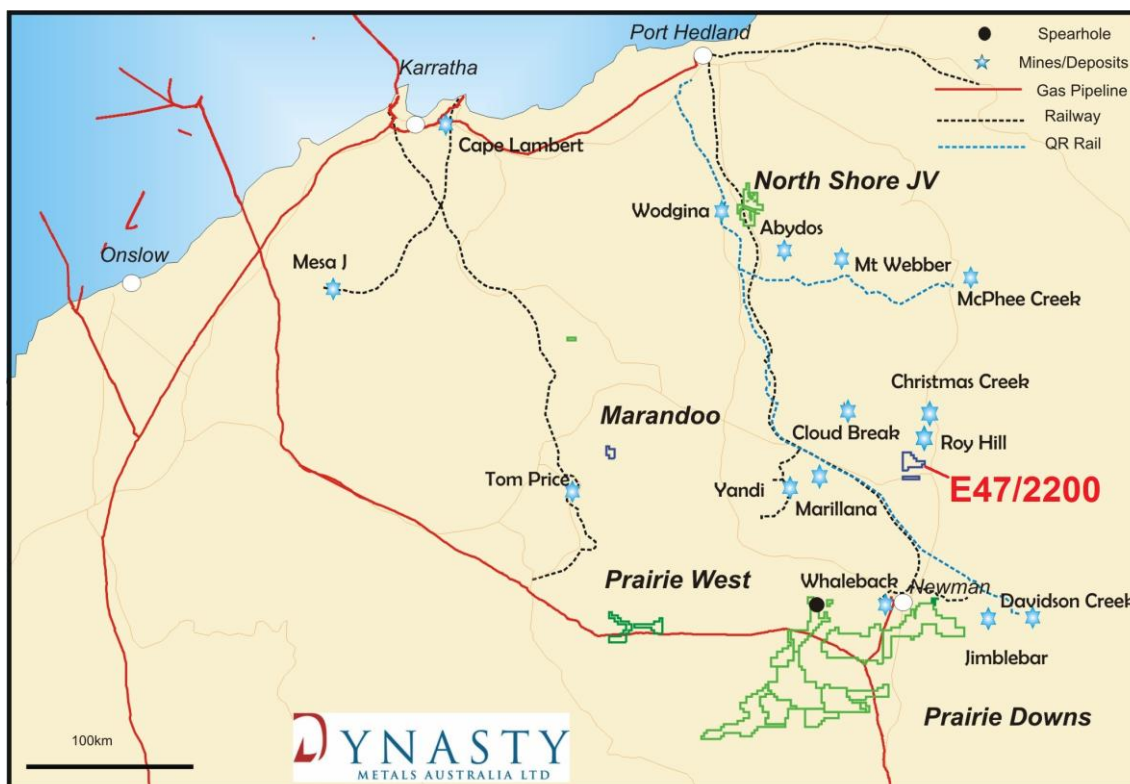 Port Hedland
Spearhole
Mines/Deposits
Gas Pipeline
Railway
QR Rail
Karratha
Cape Lambert
North Shore JV
Wodgina
Abydos
Mt Webber
McPhee Creek
Onslow
Mesa J
Christmas Creek
Marandoo
Cloud Break
Roy Hill
Tom Price
Yandi
Marillana
E47/2200
Prairie West
Whaleback
Newman
Davidson Creek
Jimblebar
Prairie Downs
100km
DYNASTY
METALS AUSTRALIA LTD